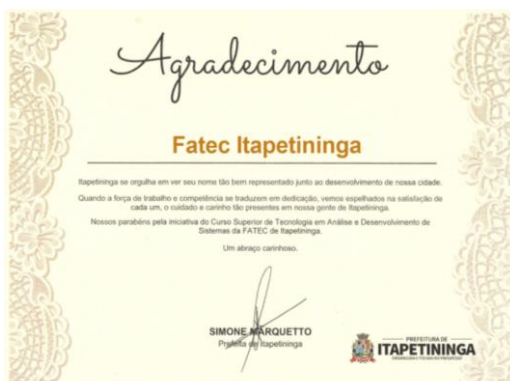 Agradecimento
Fatec Itapetininga
Itapetininga se orgulha em ver seu nome tão bem representado junto ao desenvolvimento de nossa cidade.
Quando a força de trabalho e competência se traduzem em dedicação, vemos espelhados na satisfação de
cada um, o cuidado e carinho tão presentes em nossa gente de Itapetininga.
Nossos parabéns pela iniciativa do Curso Superior de Tecnologia em Análise e Desenvolvimento de
Sistemas da FATEC de Itapetininga.
Um abraço carinhoso.
SIMONE MARQUETTO
Prefeita de Itapetininga
PREFEITURA DE
ITAPETININGA